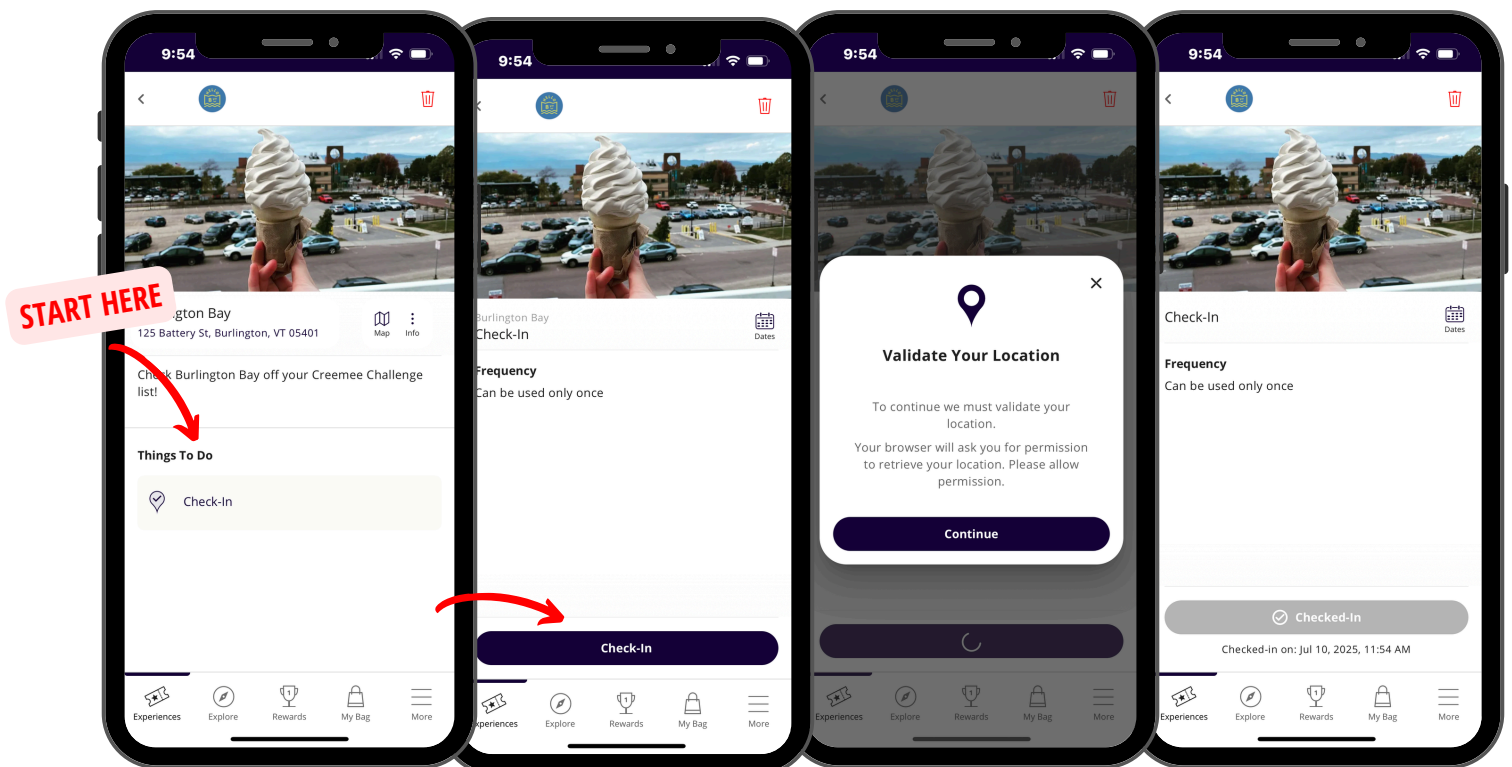 START HERE
9:54
ngton Bay
125 Battery St, Burlington, VT 05401
Map
Info
Check Burlington Bay off your Creemee Challenge
list!
Things To Do
Check-In
Experiences
Explore
Rewards
My Bag
More
9:54
Burlington Bay
Check-In
Dates
Frequency
Can be used only once
Check-In
xperiences
Explore
Rewards
My Bag
More
9:54
Validate Your Location
To continue we must validate your
location.
Your browser will ask you for permission
to retrieve your location. Please allow
permission.
Continue
Experiences
Explore
Rewards
My Bag
More
9:54
Check-In
Dates
Frequency
Can be used only once
Checked-In
Checked-in on: Jul 10, 2025, 11:54 AM
Experiences
Explore
Rewards
My Bag
More